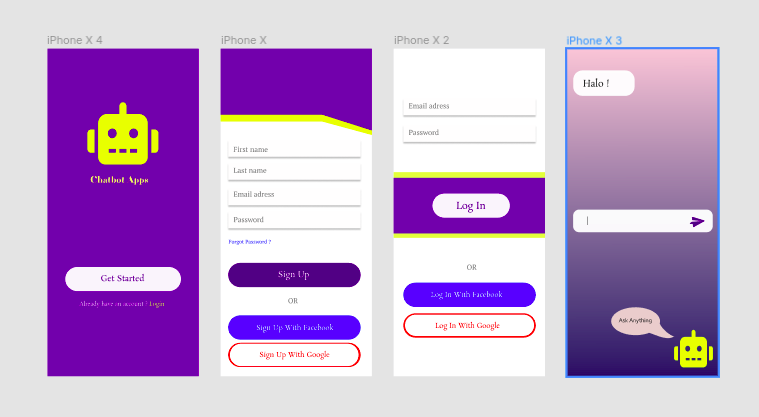 iPhone X 4
Chatbot Apps
Get Started
Already have an account ? Login
iPhone X
First name
Last name
Email adress
Password
Forgot Password ?
Sign Up
OR
Sign Up With Facebook
Sign Up With Google
iPhone X 2
Email adress
Password
Log In
OR
Log In With Facebook
Log In With Google
iPhone X 3
Halo !
Ask Anything